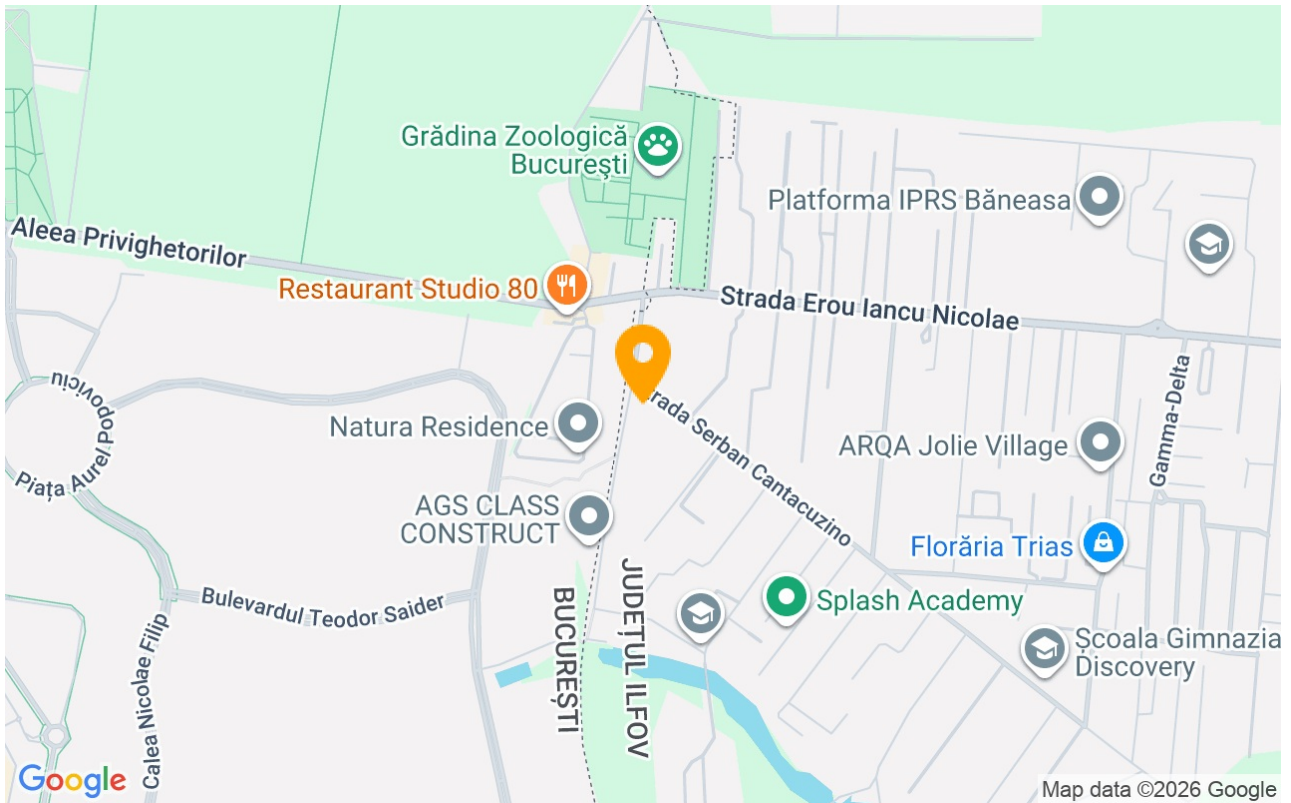 Grădina Zoologică
București
Platforma IPRS Băneasa
Aleea Privighetorilor
Restaurant Studio 80
Strada Erou Iancu Nicolae
Piața Aurel Popoviciu
Natura Residence
Strada Serban Cantacuzino
ARQA Jolie Village
Gamma-Delta
AGS CLASS
CONSTRUCT
Florăria Trias
BUCUREȘTI
JUDEȚUL ILFOV
Bulevardul Teodor Saider
Splash Academy
Calea Nicolae Filip
Școala Gimnazia
Discovery
Google
Map data ©2026 Google